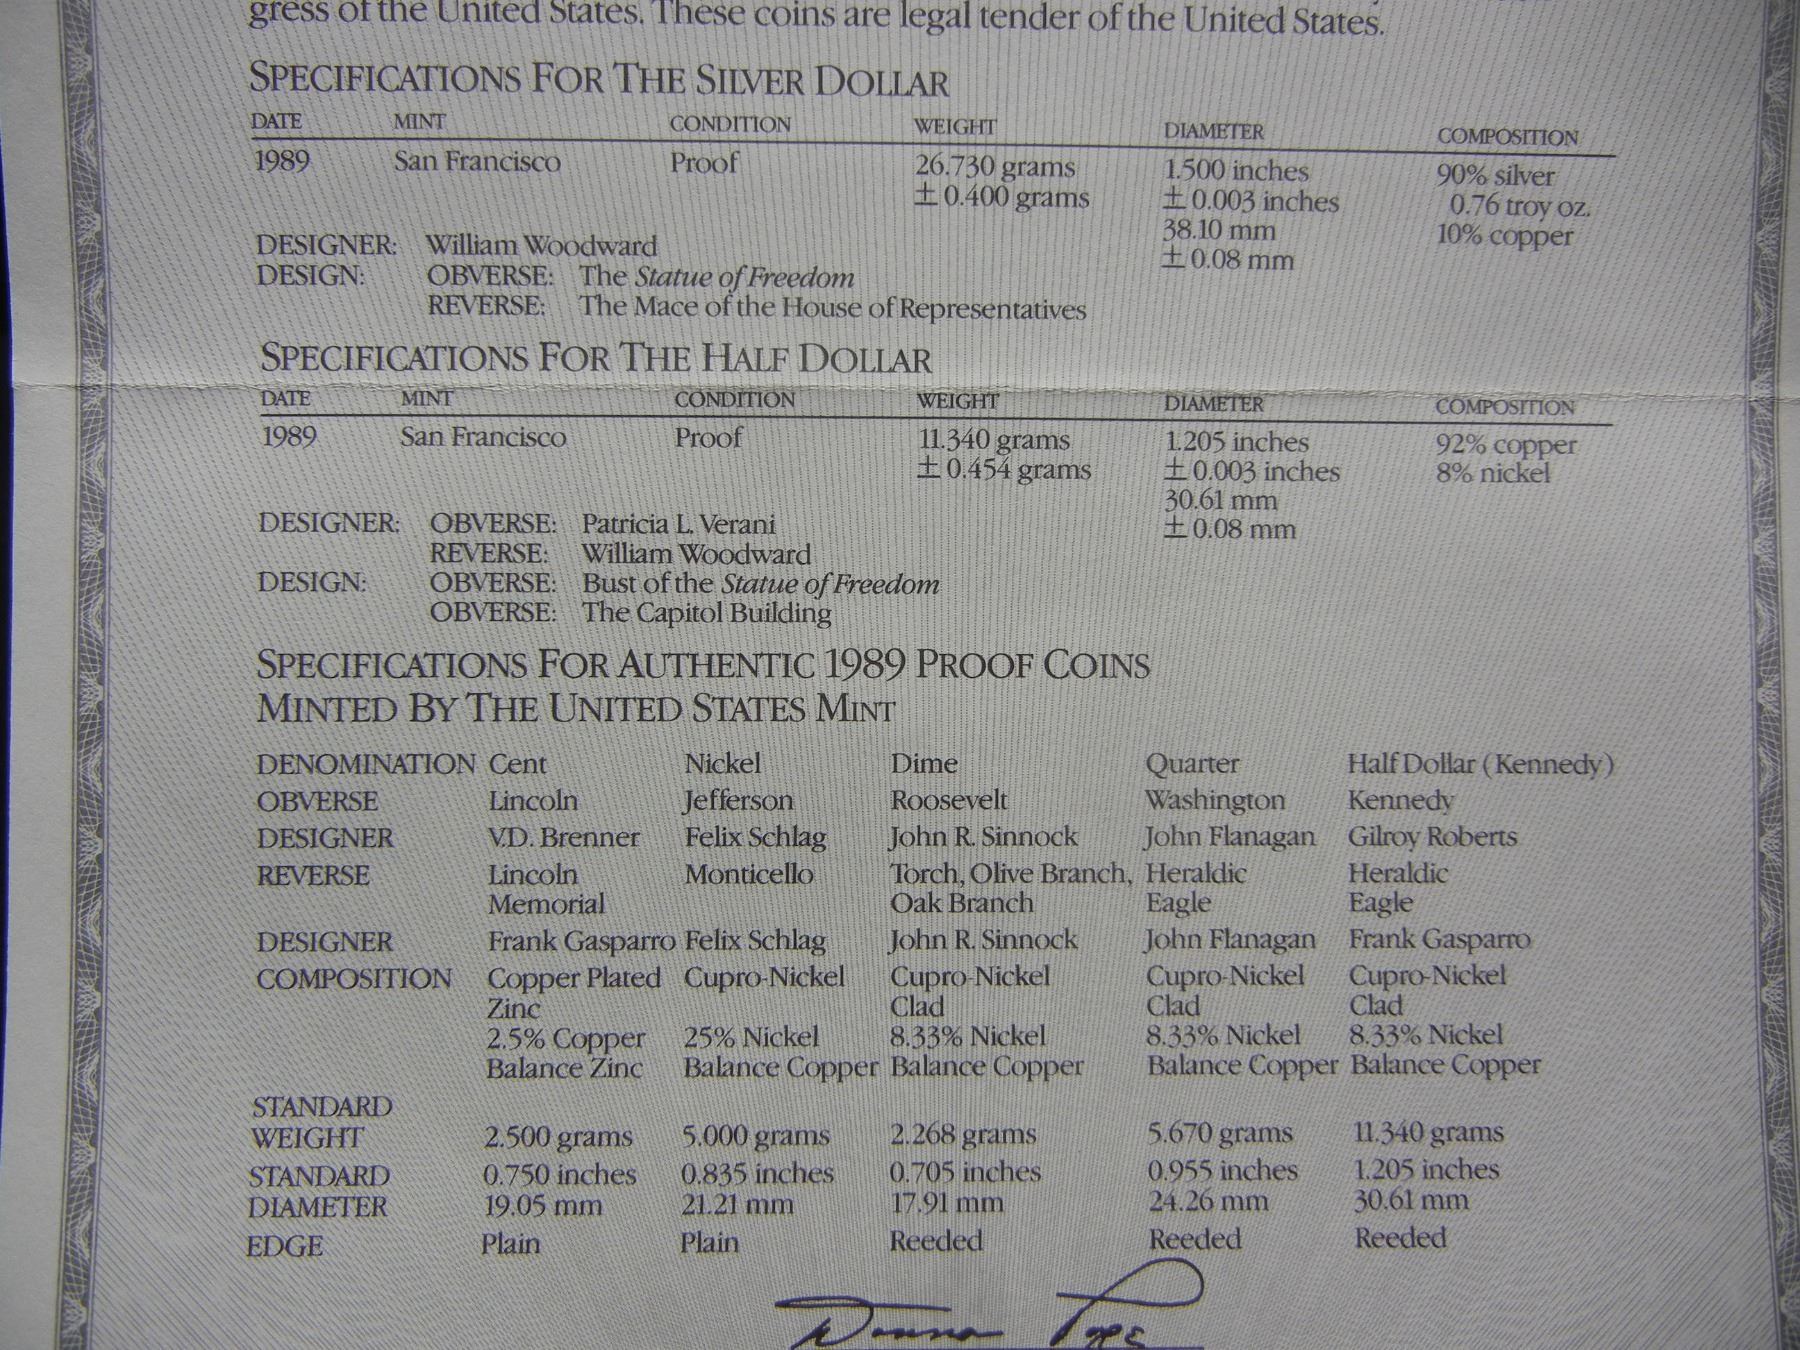 gress of the United States. These coins are legal tender of the United States.
SPECIFICATIONS FOR THE SILVER DOLLAR
DATE MINT CONDITION WEIGHT DIAMETER COMPOSITION
1989 San Francisco Proof 26.730 grams 1.500 inches 90% silver
± 0.400 grams ± 0.003 inches 0.76 troy oz.
38.10 mm 10% copper
DESIGNER: William Woodward ± 0.08 mm
DESIGN: OBVERSE: The Statue of Freedom
REVERSE: The Mace of the House of Representatives
SPECIFICATIONS FOR THE HALF DOLLAR
DATE MINT CONDITION WEIGHT DIAMETER COMPOSITION
1989 San Francisco Proof 11.340 grams 1.205 inches 92% copper
± 0.454 grams ± 0.003 inches 8% nickel
30.61 mm
DESIGNER: OBVERSE: Patricia L. Verani ± 0.08 mm
REVERSE: William Woodward
DESIGN: OBVERSE: Bust of the Statue of Freedom
OBVERSE: The Capitol Building
SPECIFICATIONS FOR AUTHENTIC 1989 PROOF COINS
MINTED BY THE UNITED STATES MINT
DENOMINATION Cent Nickel Dime Quarter Half Dollar (Kennedy)
OBVERSE Lincoln Jefferson Roosevelt Washington Kennedy
DESIGNER V.D. Brenner Felix Schlag John R. Sinnock John Flanagan Gilroy Roberts
REVERSE Lincoln Monticello Torch, Olive Branch, Heraldic Heraldic
Memorial Oak Branch Eagle Eagle
DESIGNER Frank Gasparro Felix Schlag John R. Sinnock John Flanagan Frank Gasparro
COMPOSITION Copper Plated Cupro-Nickel Cupro-Nickel Cupro-Nickel Cupro-Nickel
Zinc Clad Clad Clad
2.5% Copper 25% Nickel 8.33% Nickel 8.33% Nickel 8.33% Nickel
Balance Zinc Balance Copper Balance Copper Balance Copper Balance Copper
STANDARD
WEIGHT 2.500 grams 5.000 grams 2.268 grams 5.670 grams 11.340 grams
STANDARD 0.750 inches 0.835 inches 0.705 inches 0.955 inches 1.205 inches
DIAMETER 19.05 mm 21.21 mm 17.91 mm 24.26 mm 30.61 mm
EDGE Plain Plain Reeded Reeded Reeded
Donna Pope